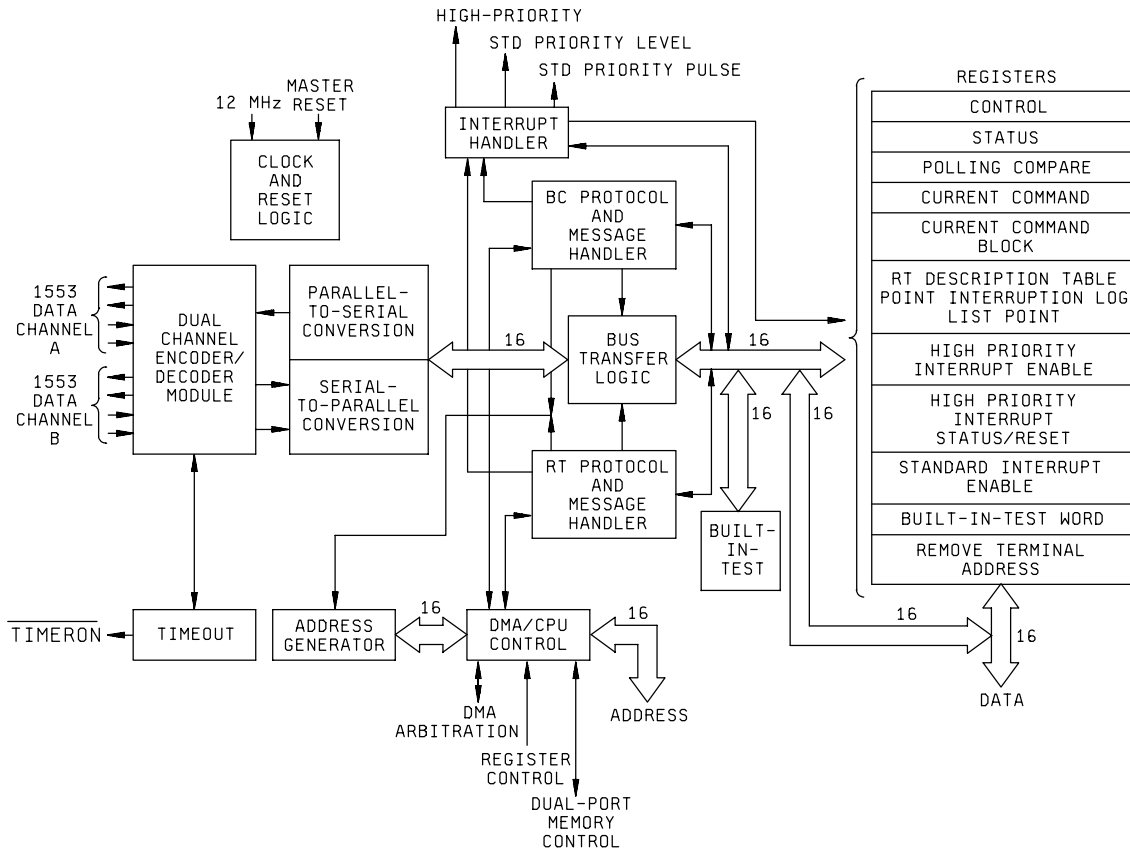 HIGH-PRIORITY
STD PRIORITY LEVEL
STD PRIORITY PULSE
12 MHz
MASTER
RESET
CLOCK
AND
RESET
LOGIC
INTERRUPT
HANDLER
BC PROTOCOL
AND
MESSAGE
HANDLER
1553
DATA
CHANNEL
A
1553
DATA
CHANNEL
B
DUAL
CHANNEL
ENCODER/
DECODER
MODULE
PARALLEL-
TO-SERIAL
CONVERSION
SERIAL-
TO-PARALLEL
CONVERSION
16
BUS
TRANSFER
LOGIC
16
16
16
RT PROTOCOL
AND
MESSAGE
HANDLER
BUILT-
IN-
TEST
TIMERON
TIMEOUT
ADDRESS
GENERATOR
16
DMA/CPU
CONTROL
16
ADDRESS
DMA
ARBITRATION
REGISTER
CONTROL
DUAL-PORT
MEMORY
CONTROL
REGISTERS
CONTROL
STATUS
POLLING COMPARE
CURRENT COMMAND
CURRENT COMMAND
BLOCK
RT DESCRIPTION TABLE
POINT INTERRUPTION LOG
LIST POINT
HIGH PRIORITY
INTERRUPT ENABLE
HIGH PRIORITY
INTERRUPT
STATUS/RESET
STANDARD INTERRUPT
ENABLE
BUILT-IN-TEST WORD
REMOVE TERMINAL
ADDRESS
16
16
DATA